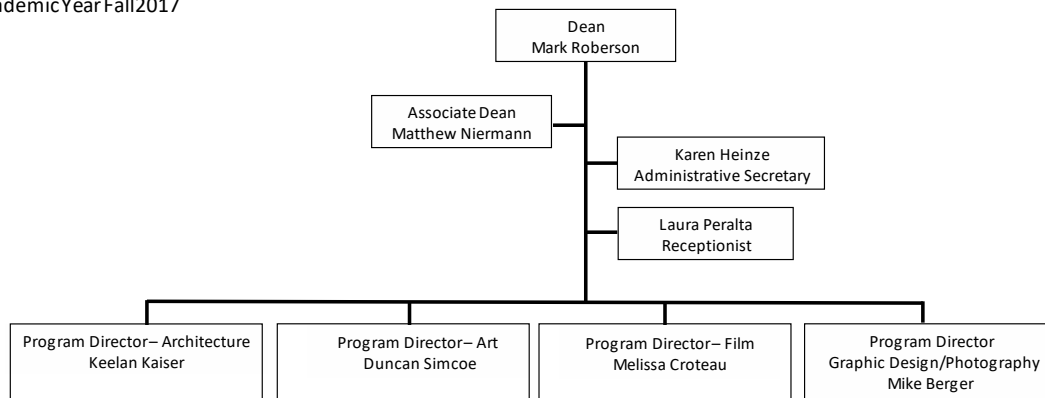 Dean
Mark Roberson
Associate Dean
Matthew Niermann
Karen Heinze
Administrative Secretary
Laura Peralta
Receptionist
Program Director– Architecture
Keelan Kaiser
Program Director– Art
Duncan Simcoe
Program Director– Film
Melissa Croteau
Program Director
Graphic Design/Photography
Mike Berger